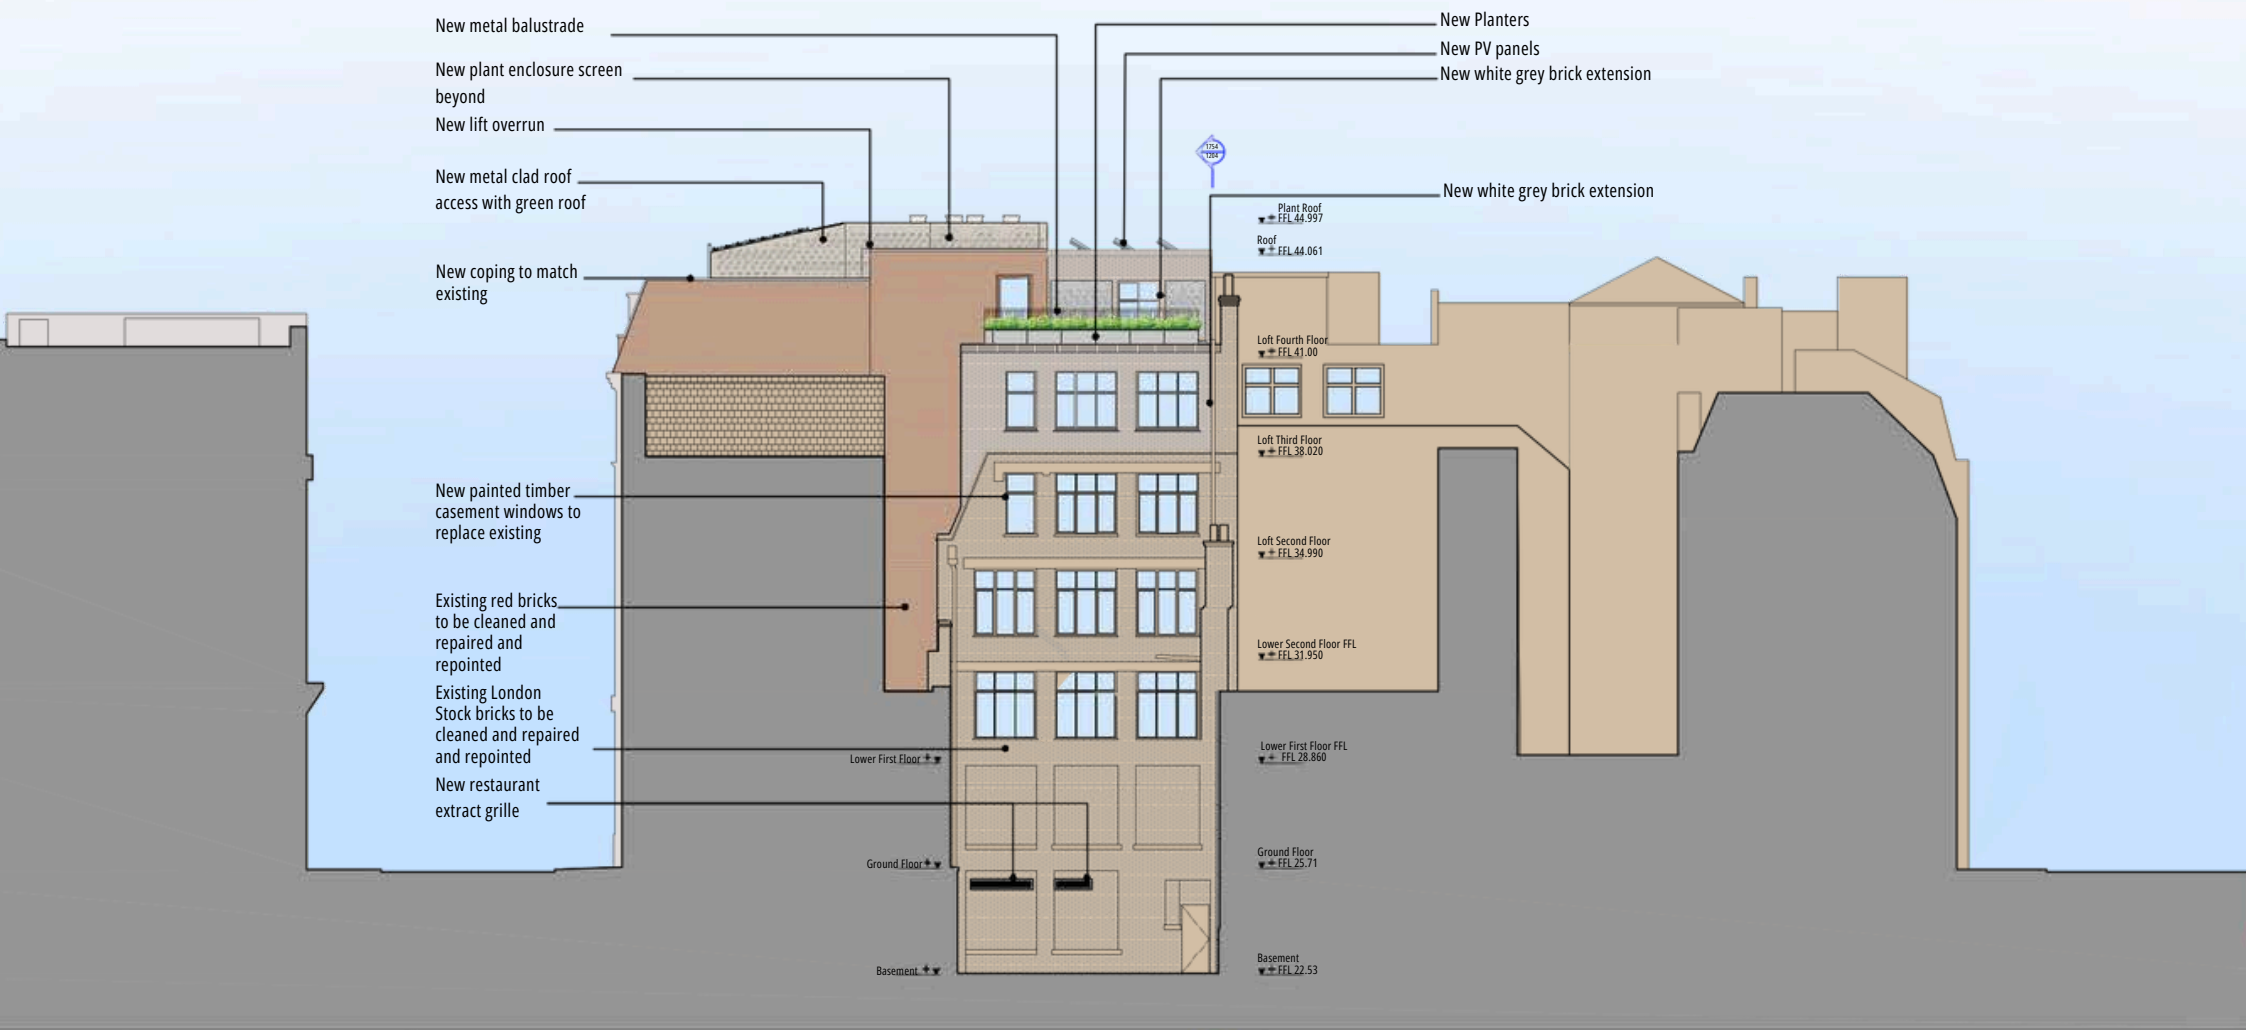 New metal balustrade
New plant enclosure screen
beyond
New lift overrun
New metal clad roof
access with green roof
New coping to match
existing
New painted timber
casement windows to
replace existing
Existing red bricks
to be cleaned and
repaired and
repointed
Existing London
Stock bricks to be
cleaned and repaired
and repointed
New restaurant
extract grille
New Planters
New PV panels
New white grey brick extension
1754
1204
New white grey brick extension
Plant Roof
FFL 44.997
Roof
FFL 44.061
Loft Fourth Floor
FFL 41.00
Loft Third Floor
FFL 38.020
Loft Second Floor
FFL 34.990
Lower Second Floor FFL
FFL 31.950
Lower First Floor FFL
FFL 28.860
Ground Floor
FFL 25.71
Basement
FFL 22.53
Lower First Floor
Ground Floor
Basement